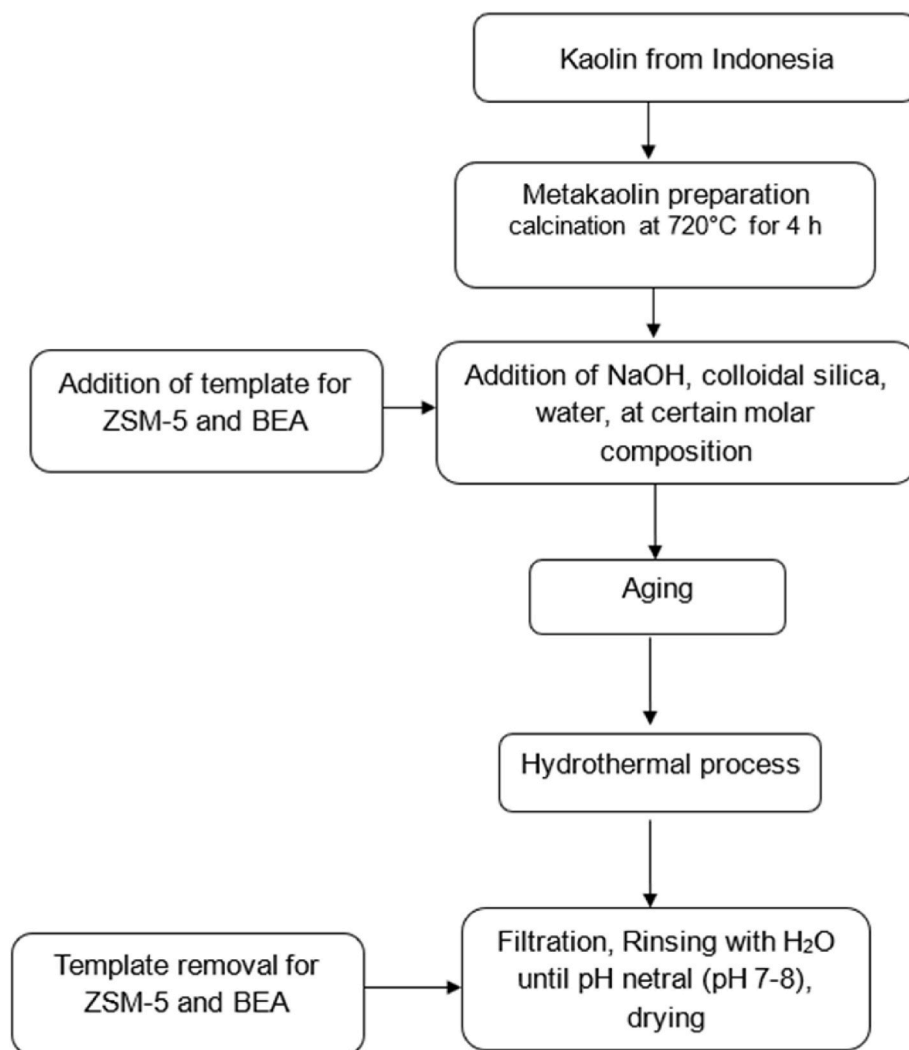 Kaolin from Indonesia
Metakaolin preparation
calcination at 720°C for 4 h
Addition of template for
ZSM-5 and BEA
Addition of NaOH, colloidal silica,
water, at certain molar
composition
Aging
Hydrothermal process
Template removal for
ZSM-5 and BEA
Filtration, Rinsing with H₂O
until pH netral (pH 7-8),
drying